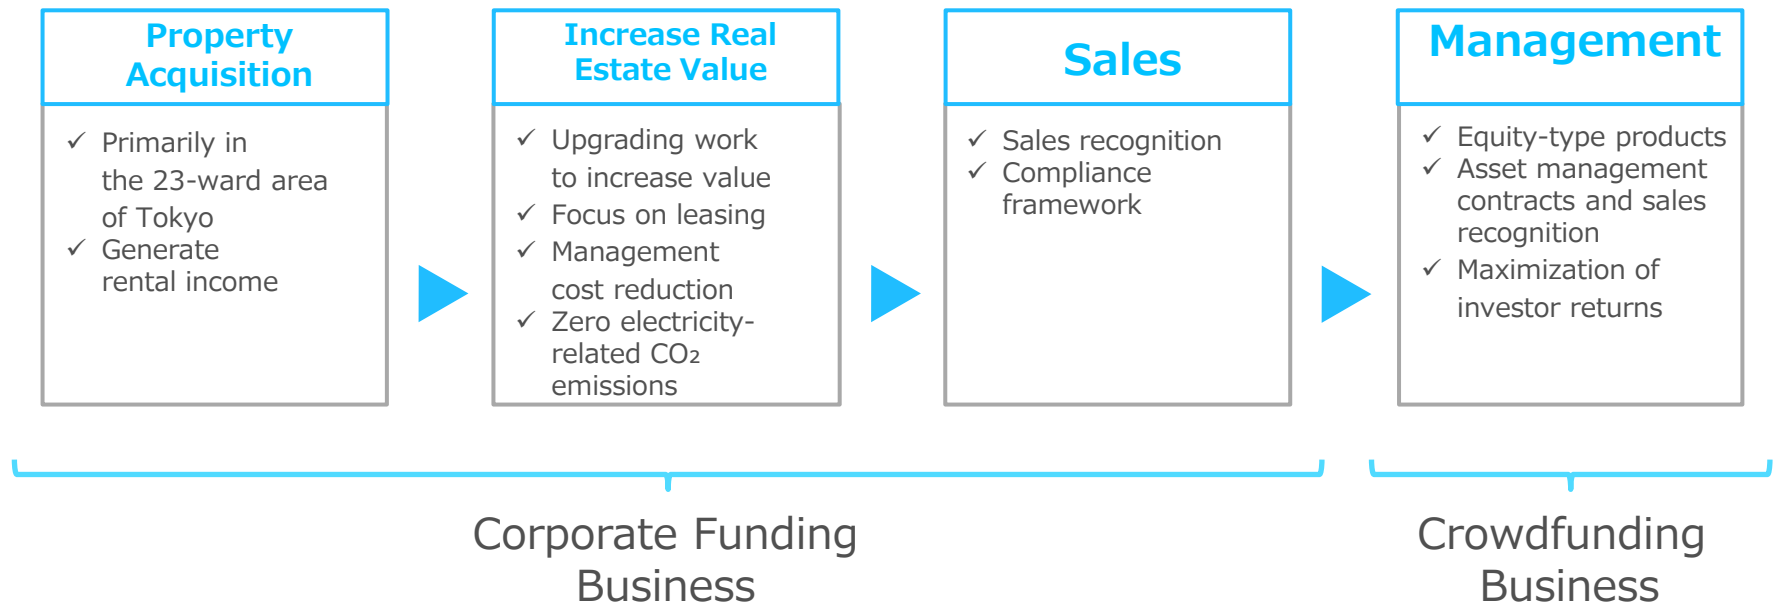 Property
Acquisition
✓ Primarily in
the 23-ward area
of Tokyo
✓ Generate
rental income
Increase Real
Estate Value
✓ Upgrading work
to increase value
✓ Focus on leasing
✓ Management
cost reduction
✓ Zero electricity-
related CO₂
emissions
Sales
✓ Sales recognition
✓ Compliance
framework
Management
✓ Equity-type products
✓ Asset management
contracts and sales
recognition
✓ Maximization of
investor returns
Corporate Funding
Business
Crowdfunding
Business